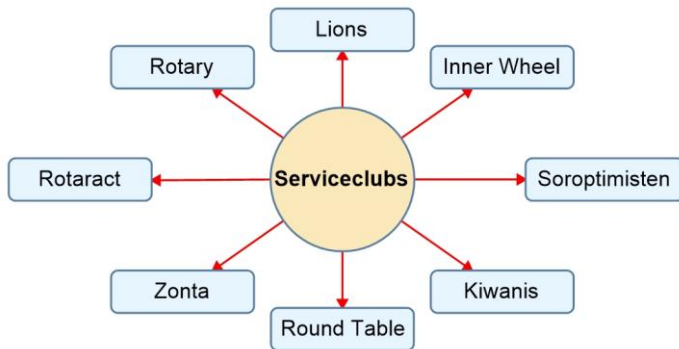 Lions
Rotary
Inner Wheel
Rotaract
Serviceclubs
Soroptimisten
Zonta
Kiwanis
Round Table